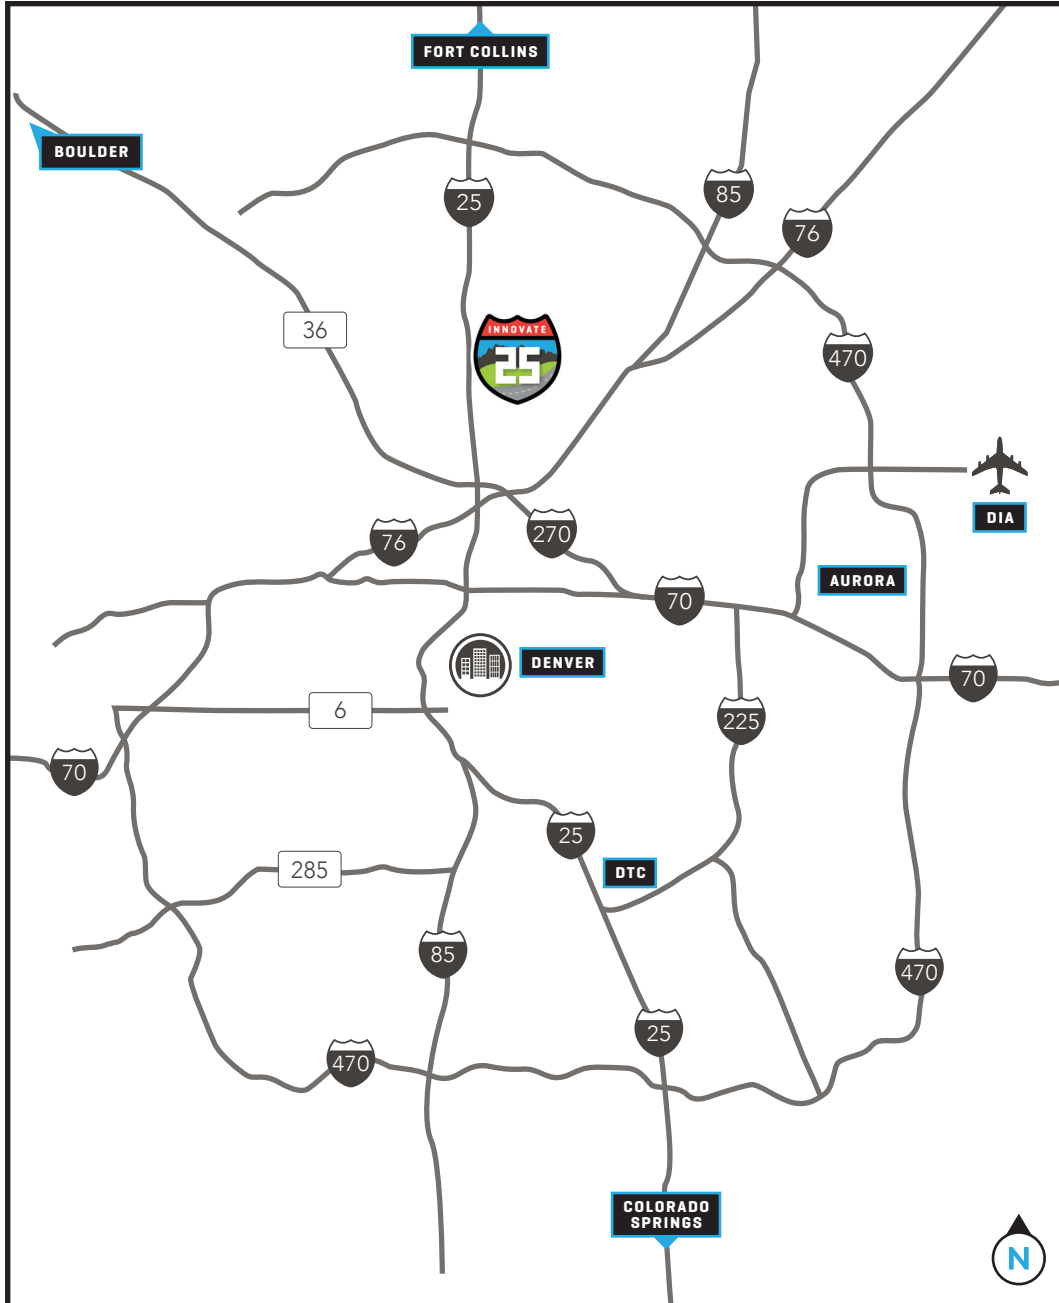 FORT COLLINS
BOULDER
25
85
76
36
INNOVATE
25
470
DIA
76
270
AURORA
70
DENVER
70
6
225
70
25
285
DTC
85
470
25
470
COLORADO
SPRINGS
N